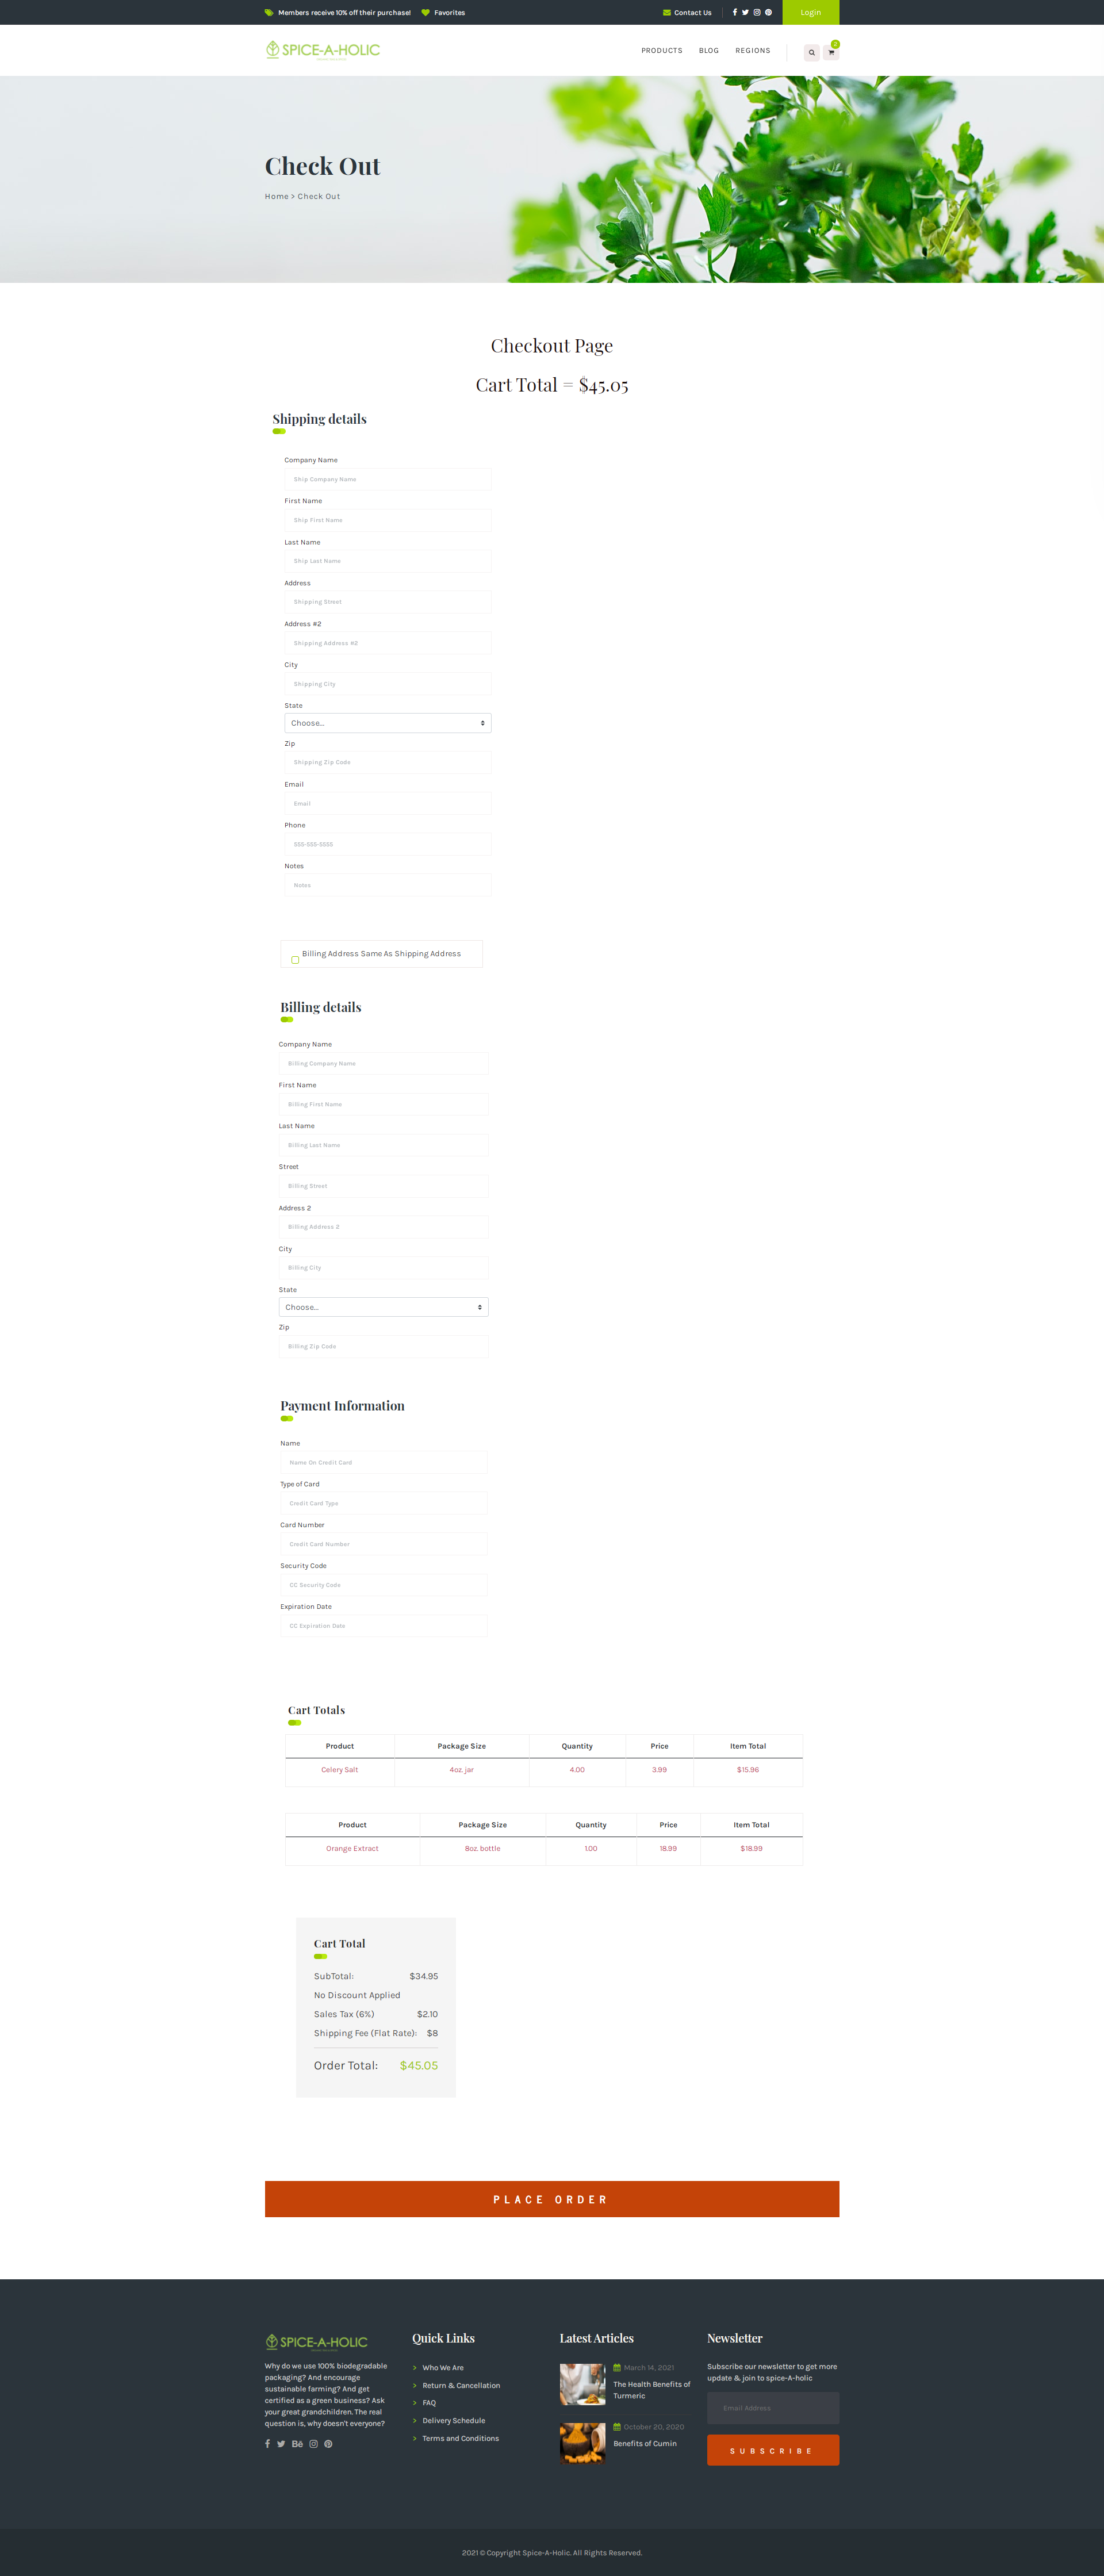 Members receive 10% off their purchase! Favorites Contact Us Login
SPICE-A-HOLIC PRODUCTS BLOG REGIONS
Check Out
Home > Check Out
Checkout Page
Cart Total = $45.05
Shipping details
Company Name
Ship Company Name
First Name
Ship First Name
Last Name
Ship Last Name
Address
Shipping Street
Address #2
Shipping Address #2
City
Shipping City
State
Choose...
Zip
Shipping Zip Code
Email
Email
Phone
555-555-5555
Notes
Notes
Billing Address Same As Shipping Address
Billing details
Company Name
Billing Company Name
First Name
Billing First Name
Last Name
Billing Last Name
Street
Billing Street
Address 2
Billing Address 2
City
Billing City
State
Choose...
Zip
Billing Zip Code
Payment Information
Name
Name On Credit Card
Type of Card
Credit Card Type
Card Number
Credit Card Number
Security Code
CC Security Code
Expiration Date
CC Expiration Date
Cart Totals
Product Package Size Quantity Price Item Total
Celery Salt 4oz. jar 4.00 3.99 $15.96
Product Package Size Quantity Price Item Total
Orange Extract 8oz. bottle 1.00 18.99 $18.99
Cart Total
SubTotal: $34.95
No Discount Applied
Sales Tax (6%) $2.10
Shipping Fee (Flat Rate): $8
Order Total: $45.05
PLACE ORDER
SPICE-A-HOLIC
Why do we use 100% biodegradable
packaging? And encourage
sustainable farming? And get
certified as a green business? Ask
your great grandchildren. The real
question is, why doesn't everyone?
Quick Links
Who We Are
Return & Cancellation
FAQ
Delivery Schedule
Terms and Conditions
Latest Articles
March 14, 2021
The Health Benefits of
Turmeric
October 20, 2020
Benefits of Cumin
Newsletter
Subscribe our newsletter to get more
update & join to spice-A-holic
Email Address
SUBSCRIBE
2021 © Copyright Spice-A-Holic. All Rights Reserved.